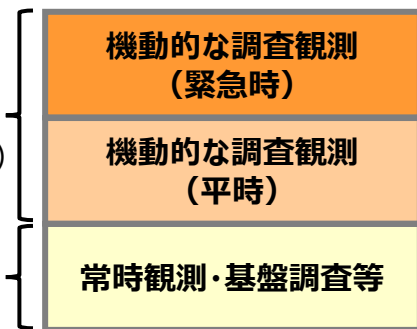 機動的な調査観測
（緊急時）
)
機動的な調査観測
（平時）
常時観測・基盤調査等